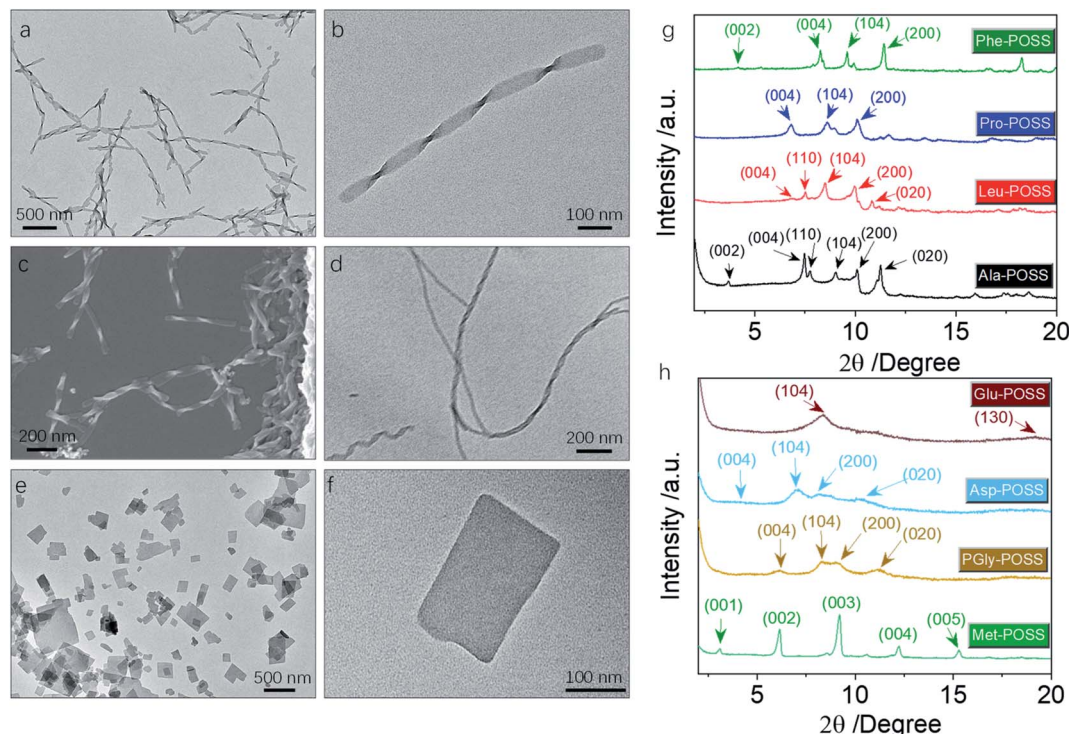 a
500 nm
b
100 nm
c
200 nm
d
200 nm
e
500 nm
f
100 nm
g
(002)
(004)
(104)
(200)
Phe-POSS
(004)
(104)
(200)
Pro-POSS
(004)
(110)
(104)
(200)
(020)
Leu-POSS
(002)
(004)
(110)
(104)
(200)
(020)
Ala-POSS
Intensity /a.u.
5
10
15
20
2θ /Degree
h
(104)
(130)
Glu-POSS
(004)
(104)
(200)
(020)
Asp-POSS
(004)
(104)
(200)
(020)
PGly-POSS
(001)
(002)
(003)
(004)
(005)
Met-POSS
Intensity /a.u.
5
10
15
20
2θ /Degree